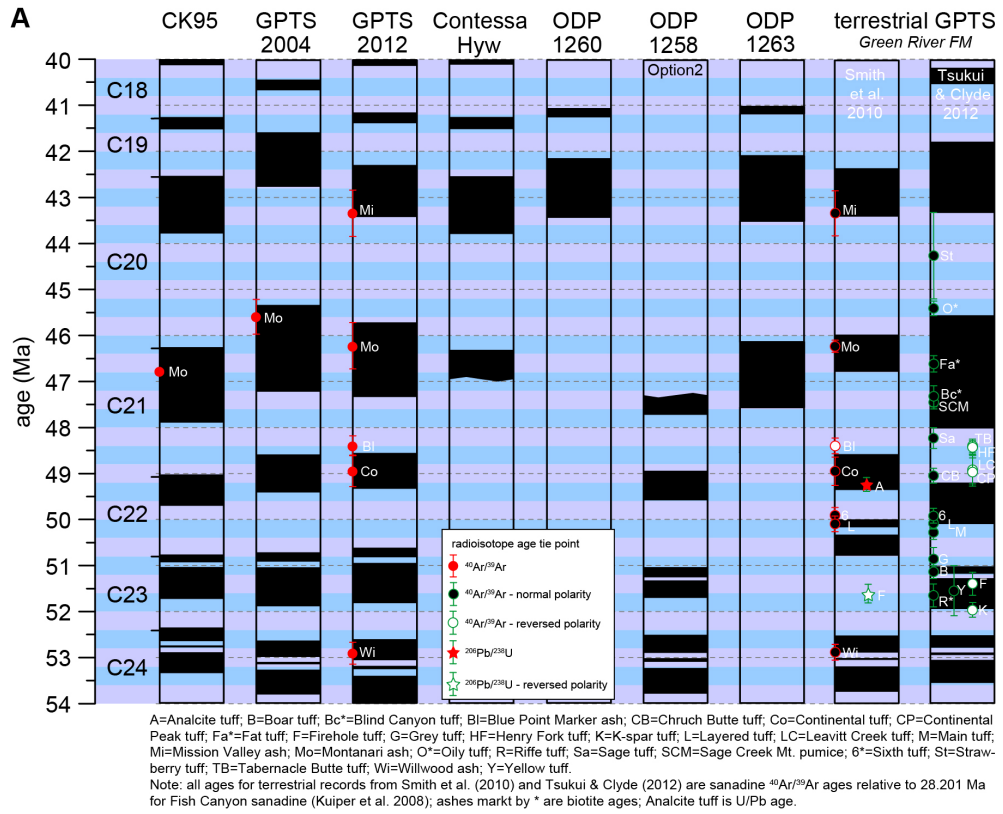 A
CK95
GPTS
2004
GPTS
2012
Contessa
Hyw
ODP
1260
ODP
1258
ODP
1263
terrestrial GPTS
Green River FM
Option2
Smith
et al.
2010
Tsukui
& Clyde
2012
age (Ma)
40
41
42
43
44
45
46
47
48
49
50
51
52
53
54
C18
C19
C20
C21
C22
C23
C24
Mo
Mo
Mi
Mo
Bl
Co
Wi
Mi
Mo
Bl
Co
A
6
L
F
Wi
St
O*
Fa*
Bc*
SCM
Sa
TB
HF
LC
CP
CB
6
L
M
G
B
F
Y
R*
K
radioisotope age tie point
⁴⁰Ar/³⁹Ar
⁴⁰Ar/³⁹Ar - normal polarity
⁴⁰Ar/³⁹Ar - reversed polarity
²⁰⁶Pb/²³⁸U
²⁰⁶Pb/²³⁸U - reversed polarity
A=Analcite tuff; B=Boar tuff; Bc*=Blind Canyon tuff; Bl=Blue Point Marker ash; CB=Chruch Butte tuff; Co=Continental tuff; CP=Continental
Peak tuff; Fa*=Fat tuff; F=Firehole tuff; G=Grey tuff; HF=Henry Fork tuff; K=K-spar tuff; L=Layered tuff; LC=Leavitt Creek tuff; M=Main tuff;
Mi=Mission Valley ash; Mo=Montanari ash; O*=Oily tuff; R=Riffe tuff; Sa=Sage tuff; SCM=Sage Creek Mt. pumice; 6*=Sixth tuff; St=Straw-
berry tuff; TB=Tabernacle Butte tuff; Wi=Willwood ash; Y=Yellow tuff.
Note: all ages for terrestrial records from Smith et al. (2010) and Tsukui & Clyde (2012) are sanadine ⁴⁰Ar/³⁹Ar ages relative to 28.201 Ma
for Fish Canyon sanadine (Kuiper et al. 2008); ashes markt by * are biotite ages; Analcite tuff is U/Pb age.